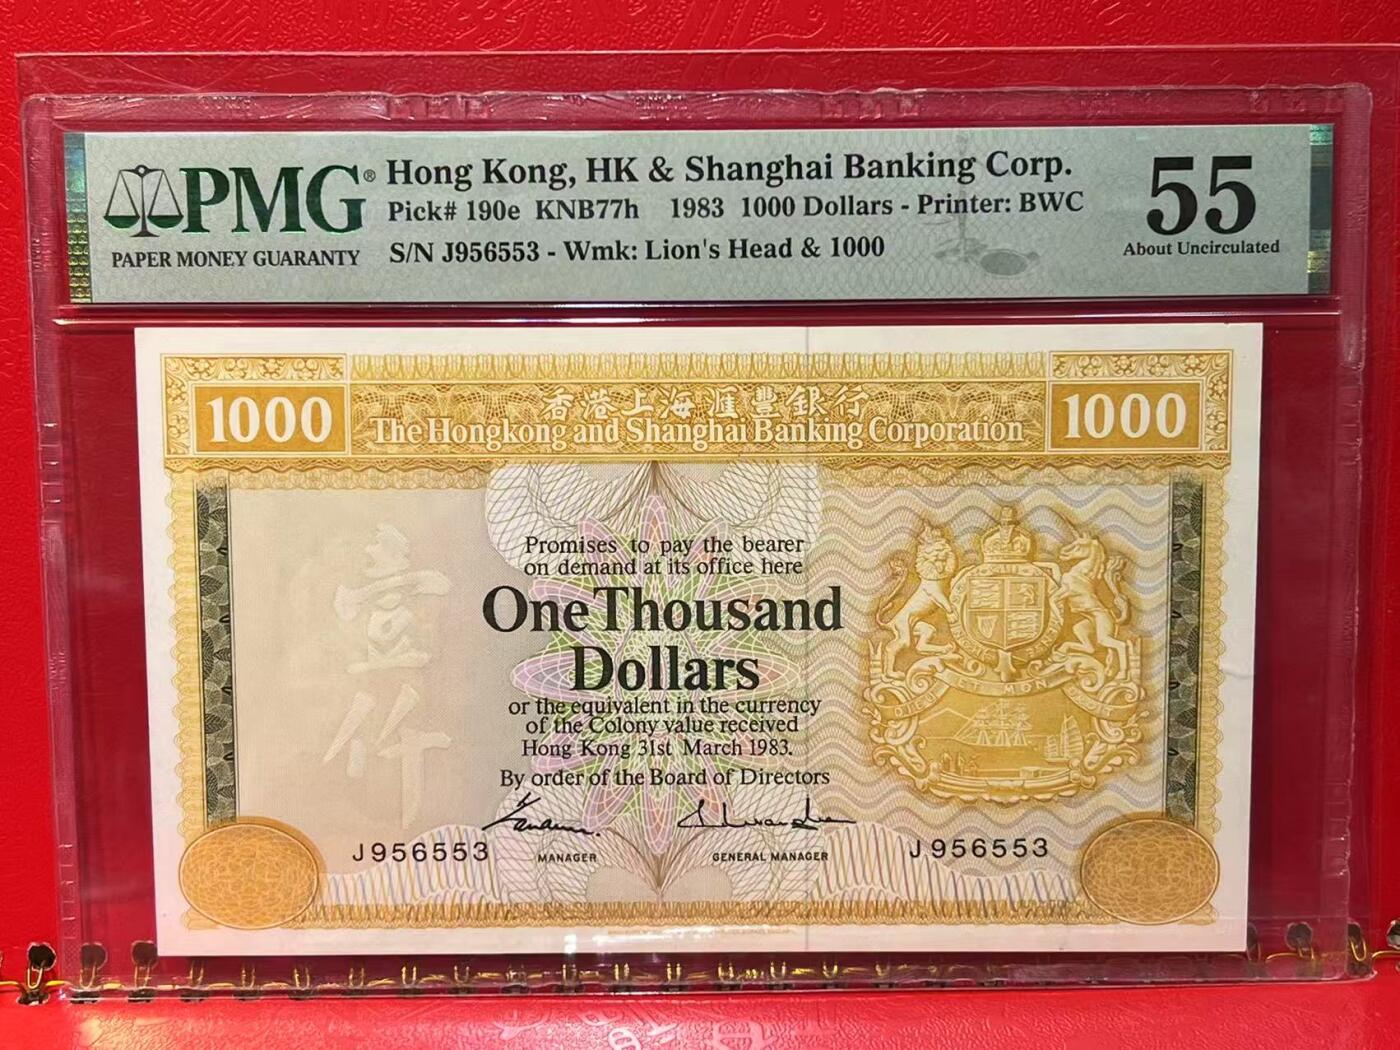 PMG®
PAPER MONEY GUARANTY
Hong Kong, HK & Shanghai Banking Corp.
Pick# 190e KNB77h 1983 1000 Dollars - Printer: BWC
S/N J956553 - Wmk: Lion's Head & 1000
55
About Uncirculated
1000
香港上海滙豐銀行
The Hongkong and Shanghai Banking Corporation
1000
壹仟
Promises to pay the bearer
on demand at its office here
One Thousand
Dollars
or the equivalent in the currency
of the Colony value received
Hong Kong 31st March 1983.
By order of the Board of Directors
J956553
MANAGER
GENERAL MANAGER
J956553